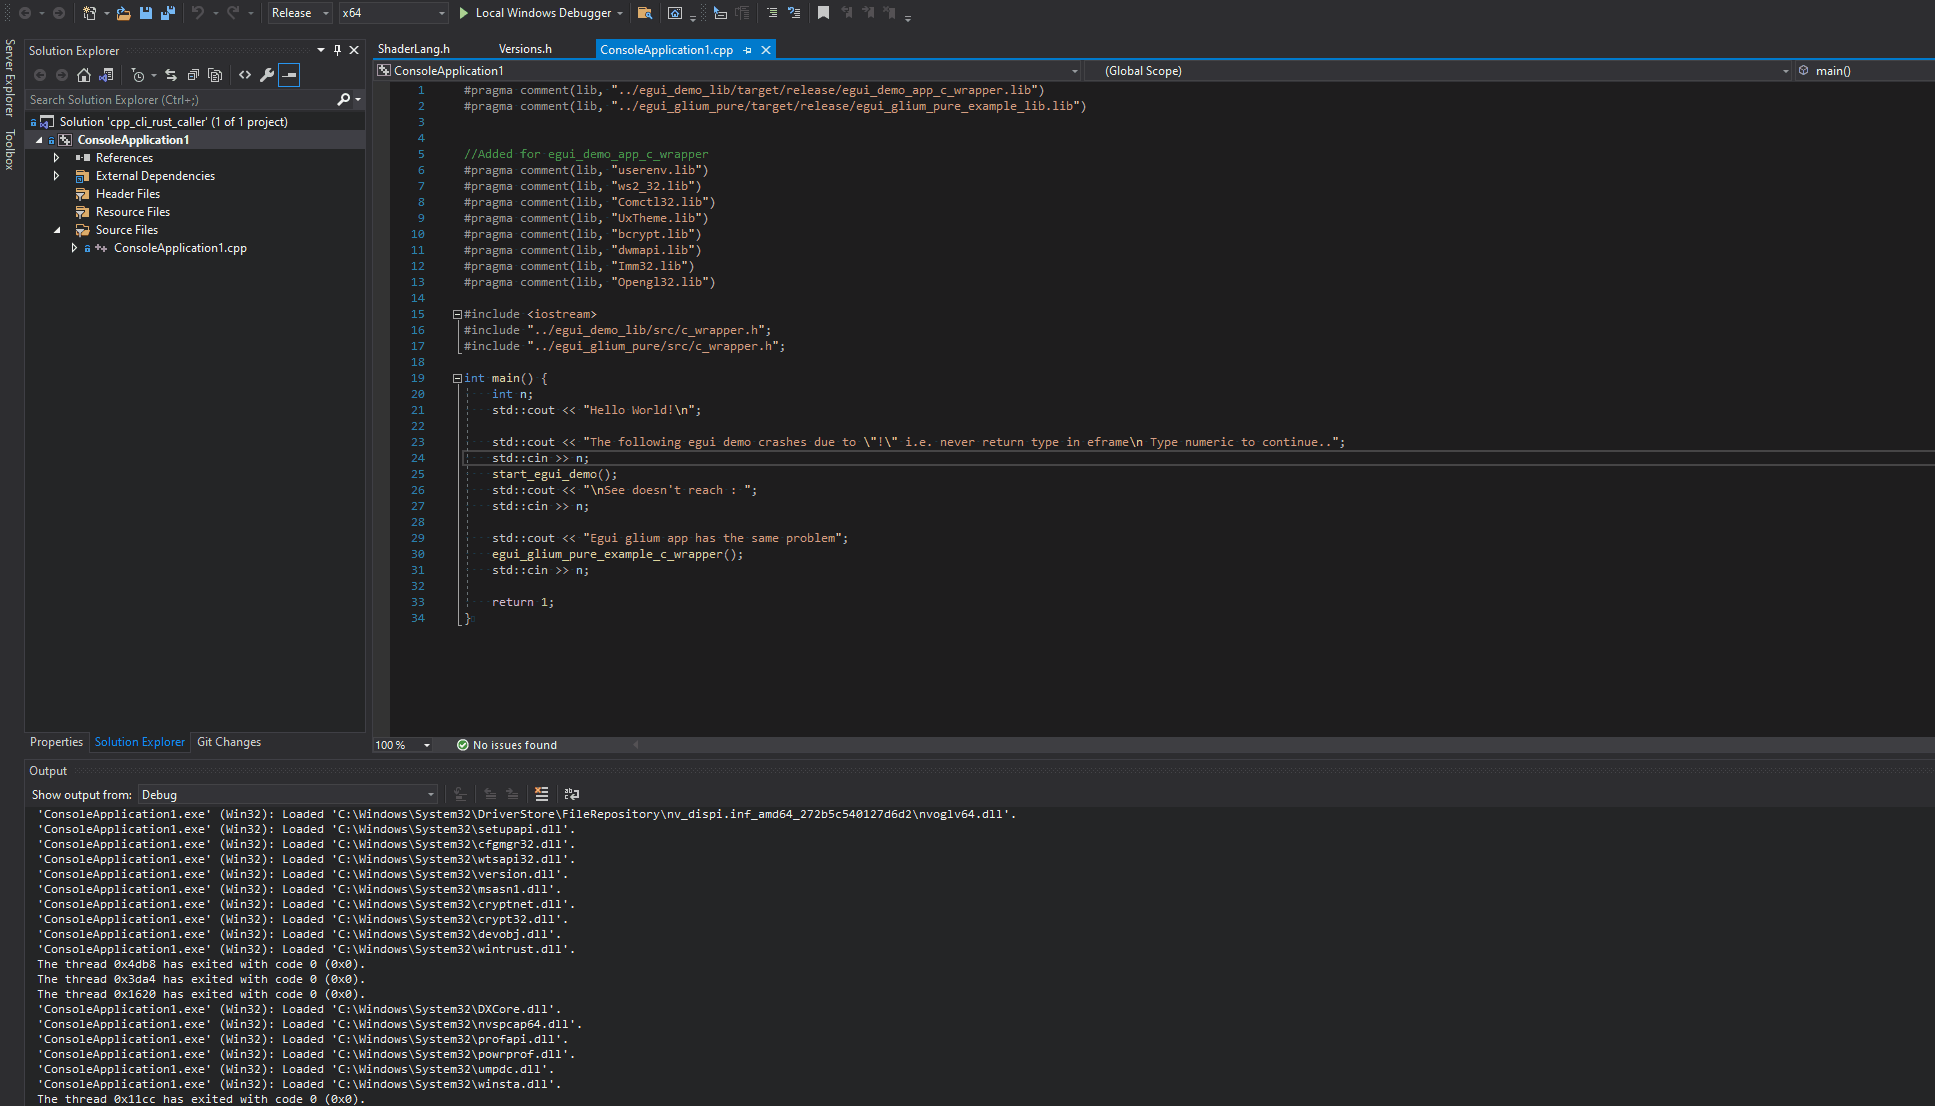 Release
x64
Local Windows Debugger
Server Explorer
Toolbox
Solution Explorer
Search Solution Explorer (Ctrl+;)
Solution 'cpp_cli_rust_caller' (1 of 1 project)
ConsoleApplication1
References
External Dependencies
Header Files
Resource Files
Source Files
ConsoleApplication1.cpp
Properties
Solution Explorer
Git Changes
ShaderLang.h
Versions.h
ConsoleApplication1.cpp
ConsoleApplication1
(Global Scope)
main()
1 #pragma comment(lib, "../egui_demo_lib/target/release/egui_demo_app_c_wrapper.lib")
2 #pragma comment(lib, "../egui_glium_pure/target/release/egui_glium_pure_example_lib.lib")
3
4
5 //Added for egui_demo_app_c_wrapper
6 #pragma comment(lib, "userenv.lib")
7 #pragma comment(lib, "ws2_32.lib")
8 #pragma comment(lib, "Comctl32.lib")
9 #pragma comment(lib, "UxTheme.lib")
10 #pragma comment(lib, "bcrypt.lib")
11 #pragma comment(lib, "dwmapi.lib")
12 #pragma comment(lib, "Imm32.lib")
13 #pragma comment(lib, "Opengl32.lib")
14
15 #include <iostream>
16 #include "../egui_demo_lib/src/c_wrapper.h";
17 #include "../egui_glium_pure/src/c_wrapper.h";
18
19 int main() {
20 int n;
21 std::cout << "Hello World!\n";
22
23 std::cout << "The following egui demo crashes due to \"!\" i.e. never return type in eframe\n Type numeric to continue..";
24 std::cin >> n;
25 start_egui_demo();
26 std::cout << "\nSee doesn't reach : ";
27 std::cin >> n;
28
29 std::cout << "Egui glium app has the same problem";
30 egui_glium_pure_example_c_wrapper();
31 std::cin >> n;
32
33 return 1;
34 }
100 %
No issues found
Output
Show output from: Debug
'ConsoleApplication1.exe' (Win32): Loaded 'C:\Windows\System32\DriverStore\FileRepository\nv_dispi.inf_amd64_272b5c540127d6d2\nvoglv64.dll'.
'ConsoleApplication1.exe' (Win32): Loaded 'C:\Windows\System32\setupapi.dll'.
'ConsoleApplication1.exe' (Win32): Loaded 'C:\Windows\System32\cfgmgr32.dll'.
'ConsoleApplication1.exe' (Win32): Loaded 'C:\Windows\System32\wtsapi32.dll'.
'ConsoleApplication1.exe' (Win32): Loaded 'C:\Windows\System32\version.dll'.
'ConsoleApplication1.exe' (Win32): Loaded 'C:\Windows\System32\msasn1.dll'.
'ConsoleApplication1.exe' (Win32): Loaded 'C:\Windows\System32\cryptnet.dll'.
'ConsoleApplication1.exe' (Win32): Loaded 'C:\Windows\System32\crypt32.dll'.
'ConsoleApplication1.exe' (Win32): Loaded 'C:\Windows\System32\devobj.dll'.
'ConsoleApplication1.exe' (Win32): Loaded 'C:\Windows\System32\wintrust.dll'.
The thread 0x4db8 has exited with code 0 (0x0).
The thread 0x3da4 has exited with code 0 (0x0).
The thread 0x1620 has exited with code 0 (0x0).
'ConsoleApplication1.exe' (Win32): Loaded 'C:\Windows\System32\DXCore.dll'.
'ConsoleApplication1.exe' (Win32): Loaded 'C:\Windows\System32\nvspcap64.dll'.
'ConsoleApplication1.exe' (Win32): Loaded 'C:\Windows\System32\profapi.dll'.
'ConsoleApplication1.exe' (Win32): Loaded 'C:\Windows\System32\powrprof.dll'.
'ConsoleApplication1.exe' (Win32): Loaded 'C:\Windows\System32\umpdc.dll'.
'ConsoleApplication1.exe' (Win32): Loaded 'C:\Windows\System32\winsta.dll'.
The thread 0x11cc has exited with code 0 (0x0).